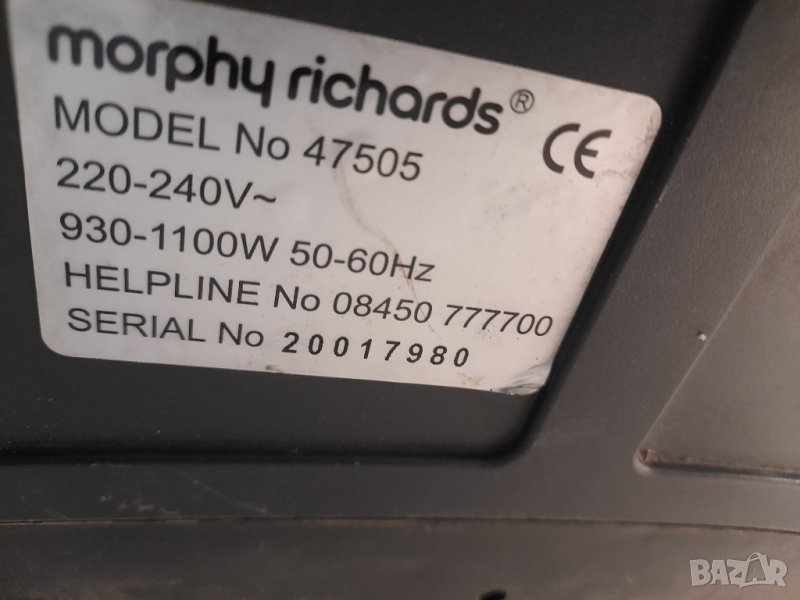 morphy richards®
CE
MODEL No 47505
220-240V~
930-1100W 50-60Hz
HELPLINE No 08450 777700
SERIAL No 20017980
BAZAR